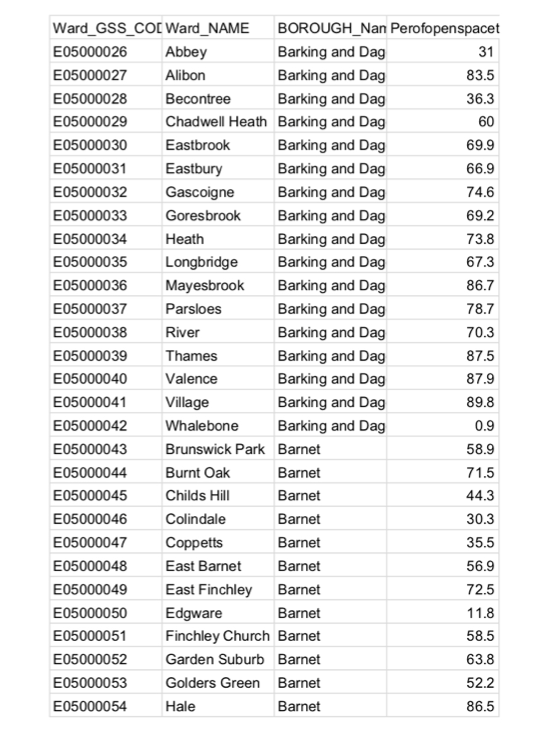 Ward_GSS_COD Ward_NAME BOROUGH_Nam Perofopenspacet
E05000026 Abbey Barking and Dag 31
E05000027 Alibon Barking and Dag 83.5
E05000028 Becontree Barking and Dag 36.3
E05000029 Chadwell Heath Barking and Dag 60
E05000030 Eastbrook Barking and Dag 69.9
E05000031 Eastbury Barking and Dag 66.9
E05000032 Gascoigne Barking and Dag 74.6
E05000033 Goresbrook Barking and Dag 69.2
E05000034 Heath Barking and Dag 73.8
E05000035 Longbridge Barking and Dag 67.3
E05000036 Mayesbrook Barking and Dag 86.7
E05000037 Parsloes Barking and Dag 78.7
E05000038 River Barking and Dag 70.3
E05000039 Thames Barking and Dag 87.5
E05000040 Valence Barking and Dag 87.9
E05000041 Village Barking and Dag 89.8
E05000042 Whalebone Barking and Dag 0.9
E05000043 Brunswick Park Barnet 58.9
E05000044 Burnt Oak Barnet 71.5
E05000045 Childs Hill Barnet 44.3
E05000046 Colindale Barnet 30.3
E05000047 Coppetts Barnet 35.5
E05000048 East Barnet Barnet 56.9
E05000049 East Finchley Barnet 72.5
E05000050 Edgware Barnet 11.8
E05000051 Finchley Church Barnet 58.5
E05000052 Garden Suburb Barnet 63.8
E05000053 Golders Green Barnet 52.2
E05000054 Hale Barnet 86.5